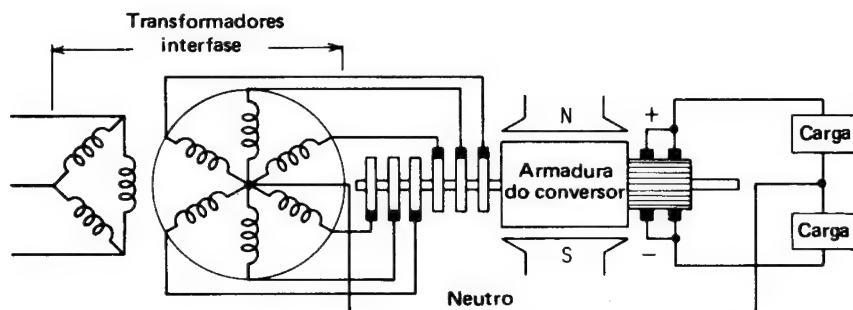 Transformadores
interfase
N
+
Carga
Armadura
do conversor
Carga
S
−
Neutro